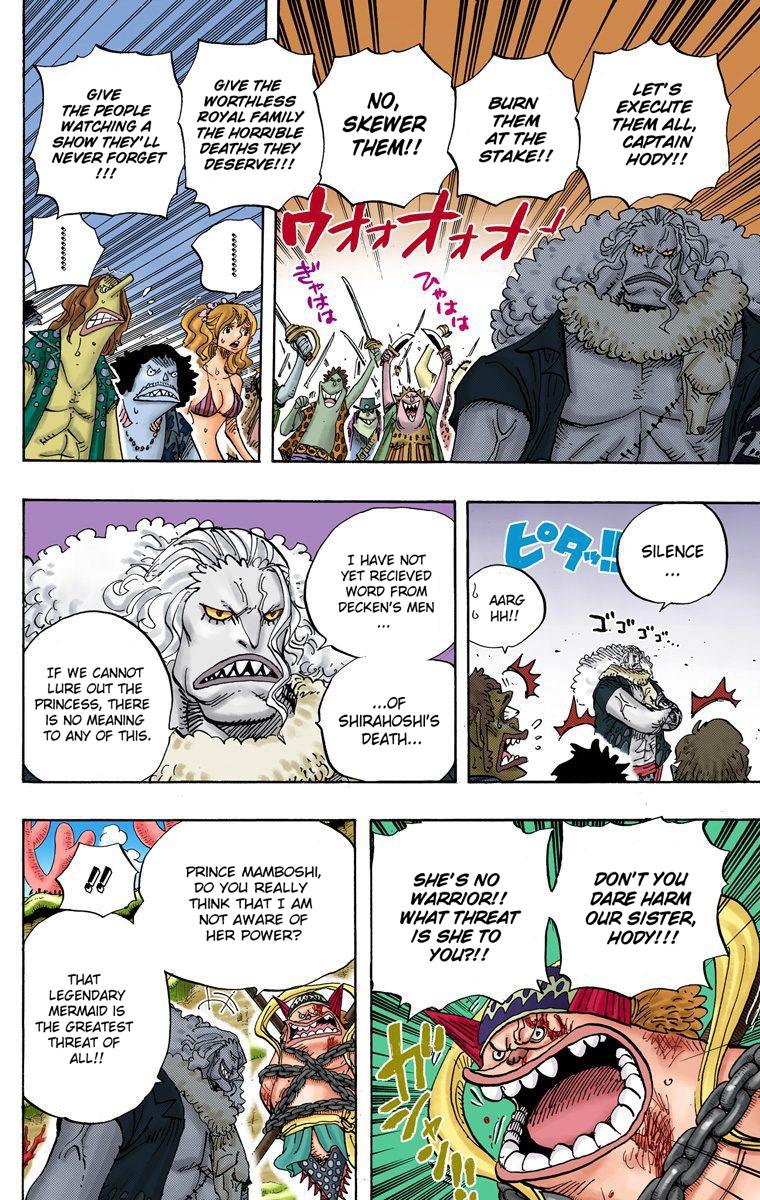 LET'S
EXECUTE
THEM ALL,
CAPTAIN
HODY!!
BURN
THEM
AT THE
STAKE!!
NO,
SKEWER
THEM!!
ウオォオォオォ
ぎゃはは
ひゃはは
GIVE THE
WORTHLESS
ROYAL FAMILY
THE HORRIBLE
DEATHS THEY
DESERVE!!!
GIVE
THE PEOPLE
WATCHING A
SHOW THEY'LL
NEVER FORGET
!!!
.........
.........
SILENCE
...
ピタッ!!
AARG
HH!!
ゴゴゴゴ...
I HAVE NOT
YET RECIEVED
WORD FROM
DECKEN'S MEN
...
...OF
SHIRAHOSHI'S
DEATH...
IF WE CANNOT
LURE OUT THE
PRINCESS, THERE
IS NO MEANING
TO ANY OF THIS.
DON'T YOU
DARE HARM
OUR SISTER,
HODY!!!
SHE'S NO
WARRIOR!!
WHAT THREAT
IS SHE TO
YOU?!!
PRINCE MAMBOSHI,
DO YOU REALLY
THINK THAT I AM
NOT AWARE OF
HER POWER?
!!
THAT
LEGENDARY
MERMAID IS
THE GREATEST
THREAT OF
ALL!!